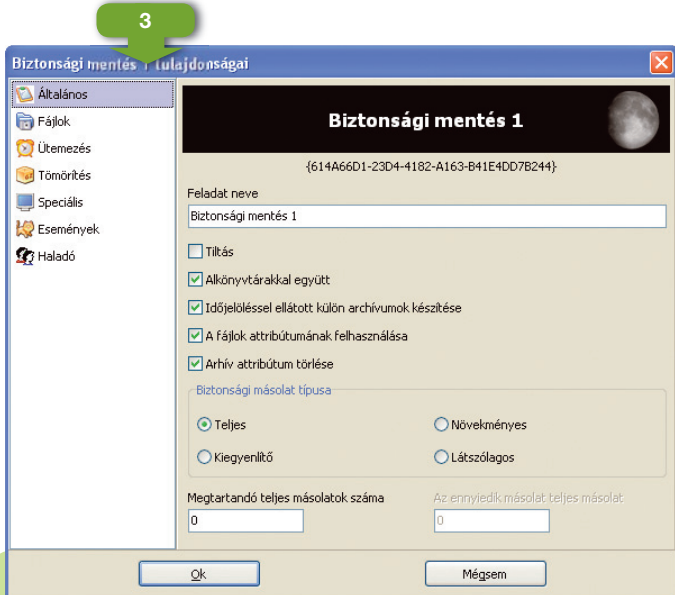 3
Biztonsági mentés 1 tulajdonságai
Általános
Fájlok
Ütemezés
Tömörítés
Speciális
Események
Haladó
Biztonsági mentés 1
{614A66D1-23D4-4182-A163-B41E4DD7B244}
Feladat neve
Biztonsági mentés 1
Tiltás
Alkönyvtárakkal együtt
Időjelöléssel ellátott külön archívumok készítése
A fájlok attribútumának felhasználása
Arhív attribútum törlése
Biztonsági másolat típusa
Teljes
Növekményes
Kiegyenlítő
Látszólagos
Megtartandó teljes másolatok száma
Az ennyiedik másolat teljes másolat
0
0
Ok
Mégsem